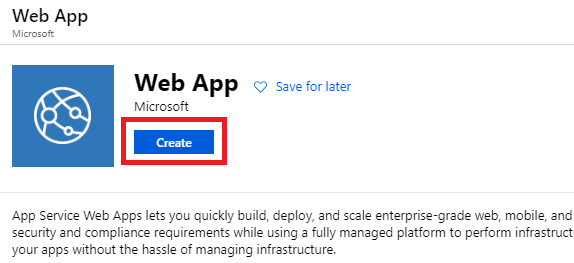 Web App
Microsoft
Web App
Save for later
Microsoft
Create
App Service Web Apps lets you quickly build, deploy, and scale enterprise-grade web, mobile, and
security and compliance requirements while using a fully managed platform to perform infrastruct
your apps without the hassle of managing infrastructure.